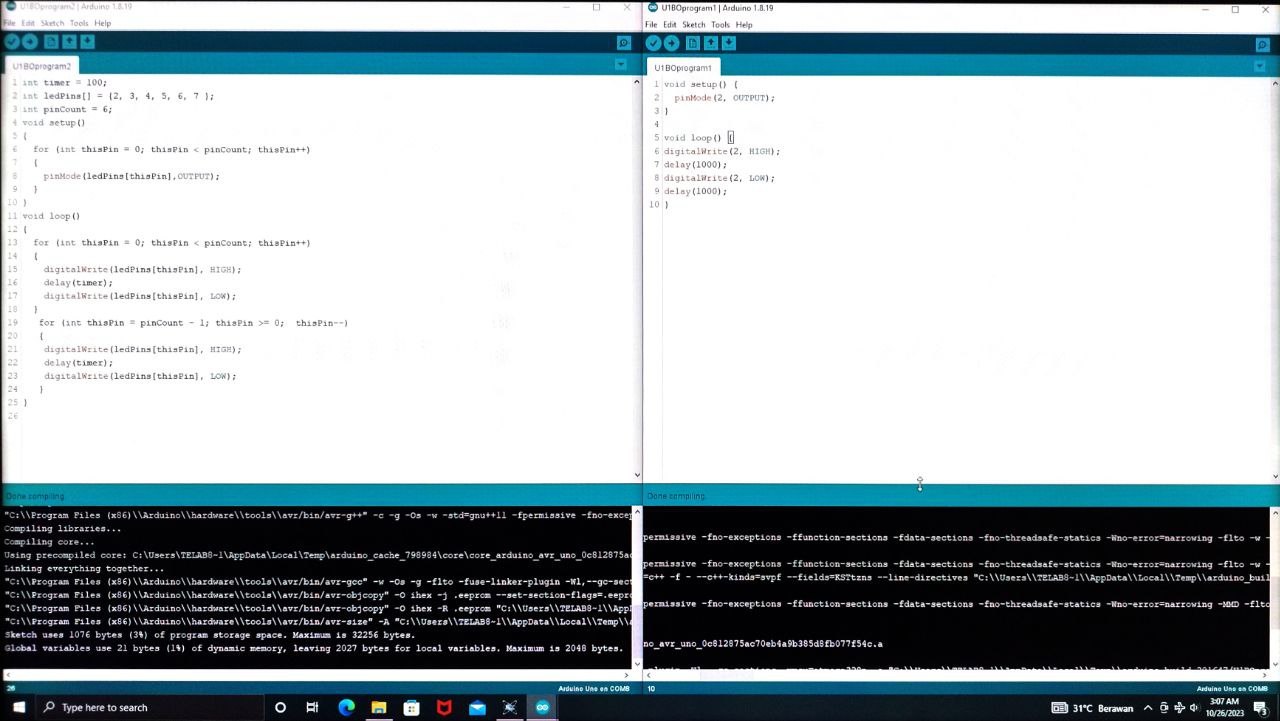 U1BOprogram2 | Arduino 1.8.19
File Edit Sketch Tools Help
U1BOprogram2
1 int timer = 100;
2 int ledPins[] = {2, 3, 4, 5, 6, 7 };
3 int pinCount = 6;
4 void setup()
5 {
6 for (int thisPin = 0; thisPin < pinCount; thisPin++)
7 {
8 pinMode(ledPins[thisPin],OUTPUT);
9 }
10 }
11 void loop()
12 {
13 for (int thisPin = 0; thisPin < pinCount; thisPin++)
14 {
15 digitalWrite(ledPins[thisPin], HIGH);
16 delay(timer);
17 digitalWrite(ledPins[thisPin], LOW);
18 }
19 for (int thisPin = pinCount - 1; thisPin >= 0; thisPin--)
20 {
21 digitalWrite(ledPins[thisPin], HIGH);
22 delay(timer);
23 digitalWrite(ledPins[thisPin], LOW);
24 }
25 }
26
Done compiling.
"C:\\Program Files (x86)\\Arduino\\hardware\\tools\\avr/bin/avr-g++" -c -g -Os -w -std=gnu++11 -fpermissive -fno-excep
Compiling libraries...
Compiling core...
Using precompiled core: C:\Users\TELAB8~1\AppData\Local\Temp\arduino_cache_798984\core\core_arduino_avr_uno_0c812875ac
Linking everything together...
"C:\\Program Files (x86)\\Arduino\\hardware\\tools\\avr/bin/avr-gcc" -w -Os -g -flto -fuse-linker-plugin -Wl,--gc-sect
"C:\\Program Files (x86)\\Arduino\\hardware\\tools\\avr/bin/avr-objcopy" -O ihex -j .eeprom --set-section-flags=.eepro
"C:\\Program Files (x86)\\Arduino\\hardware\\tools\\avr/bin/avr-objcopy" -O ihex -R .eeprom "C:\\Users\\TELAB8~1\\AppD
"C:\\Program Files (x86)\\Arduino\\hardware\\tools\\avr/bin/avr-size" -A "C:\\Users\\TELAB8~1\\AppData\\Local\\Temp\\a
Sketch uses 1076 bytes (3%) of program storage space. Maximum is 32256 bytes.
Global variables use 21 bytes (1%) of dynamic memory, leaving 2027 bytes for local variables. Maximum is 2048 bytes.
26
Arduino Uno on COM8
U1BOprogram1 | Arduino 1.8.19
File Edit Sketch Tools Help
U1BOprogram1
1 void setup() {
2 pinMode(2, OUTPUT);
3 }
4
5 void loop() {
6 digitalWrite(2, HIGH);
7 delay(1000);
8 digitalWrite(2, LOW);
9 delay(1000);
10 }
Done compiling.
permissive -fno-exceptions -ffunction-sections -fdata-sections -fno-threadsafe-statics -Wno-error=narrowing -flto -w -
permissive -fno-exceptions -ffunction-sections -fdata-sections -fno-threadsafe-statics -Wno-error=narrowing -flto -w -
=c++ -f - --c++-kinds=svpf --fields=KSTtzns --line-directives "C:\\Users\\TELAB8~1\\AppData\\Local\\Temp\\arduino_buil
permissive -fno-exceptions -ffunction-sections -fdata-sections -fno-threadsafe-statics -Wno-error=narrowing -MMD -flto
no_avr_uno_0c812875ac70eb4a9b385d8fb077f54c.a
10
Arduino Uno on COM8
Type here to search
31°C Berawan
3:07 AM
10/26/2023
3